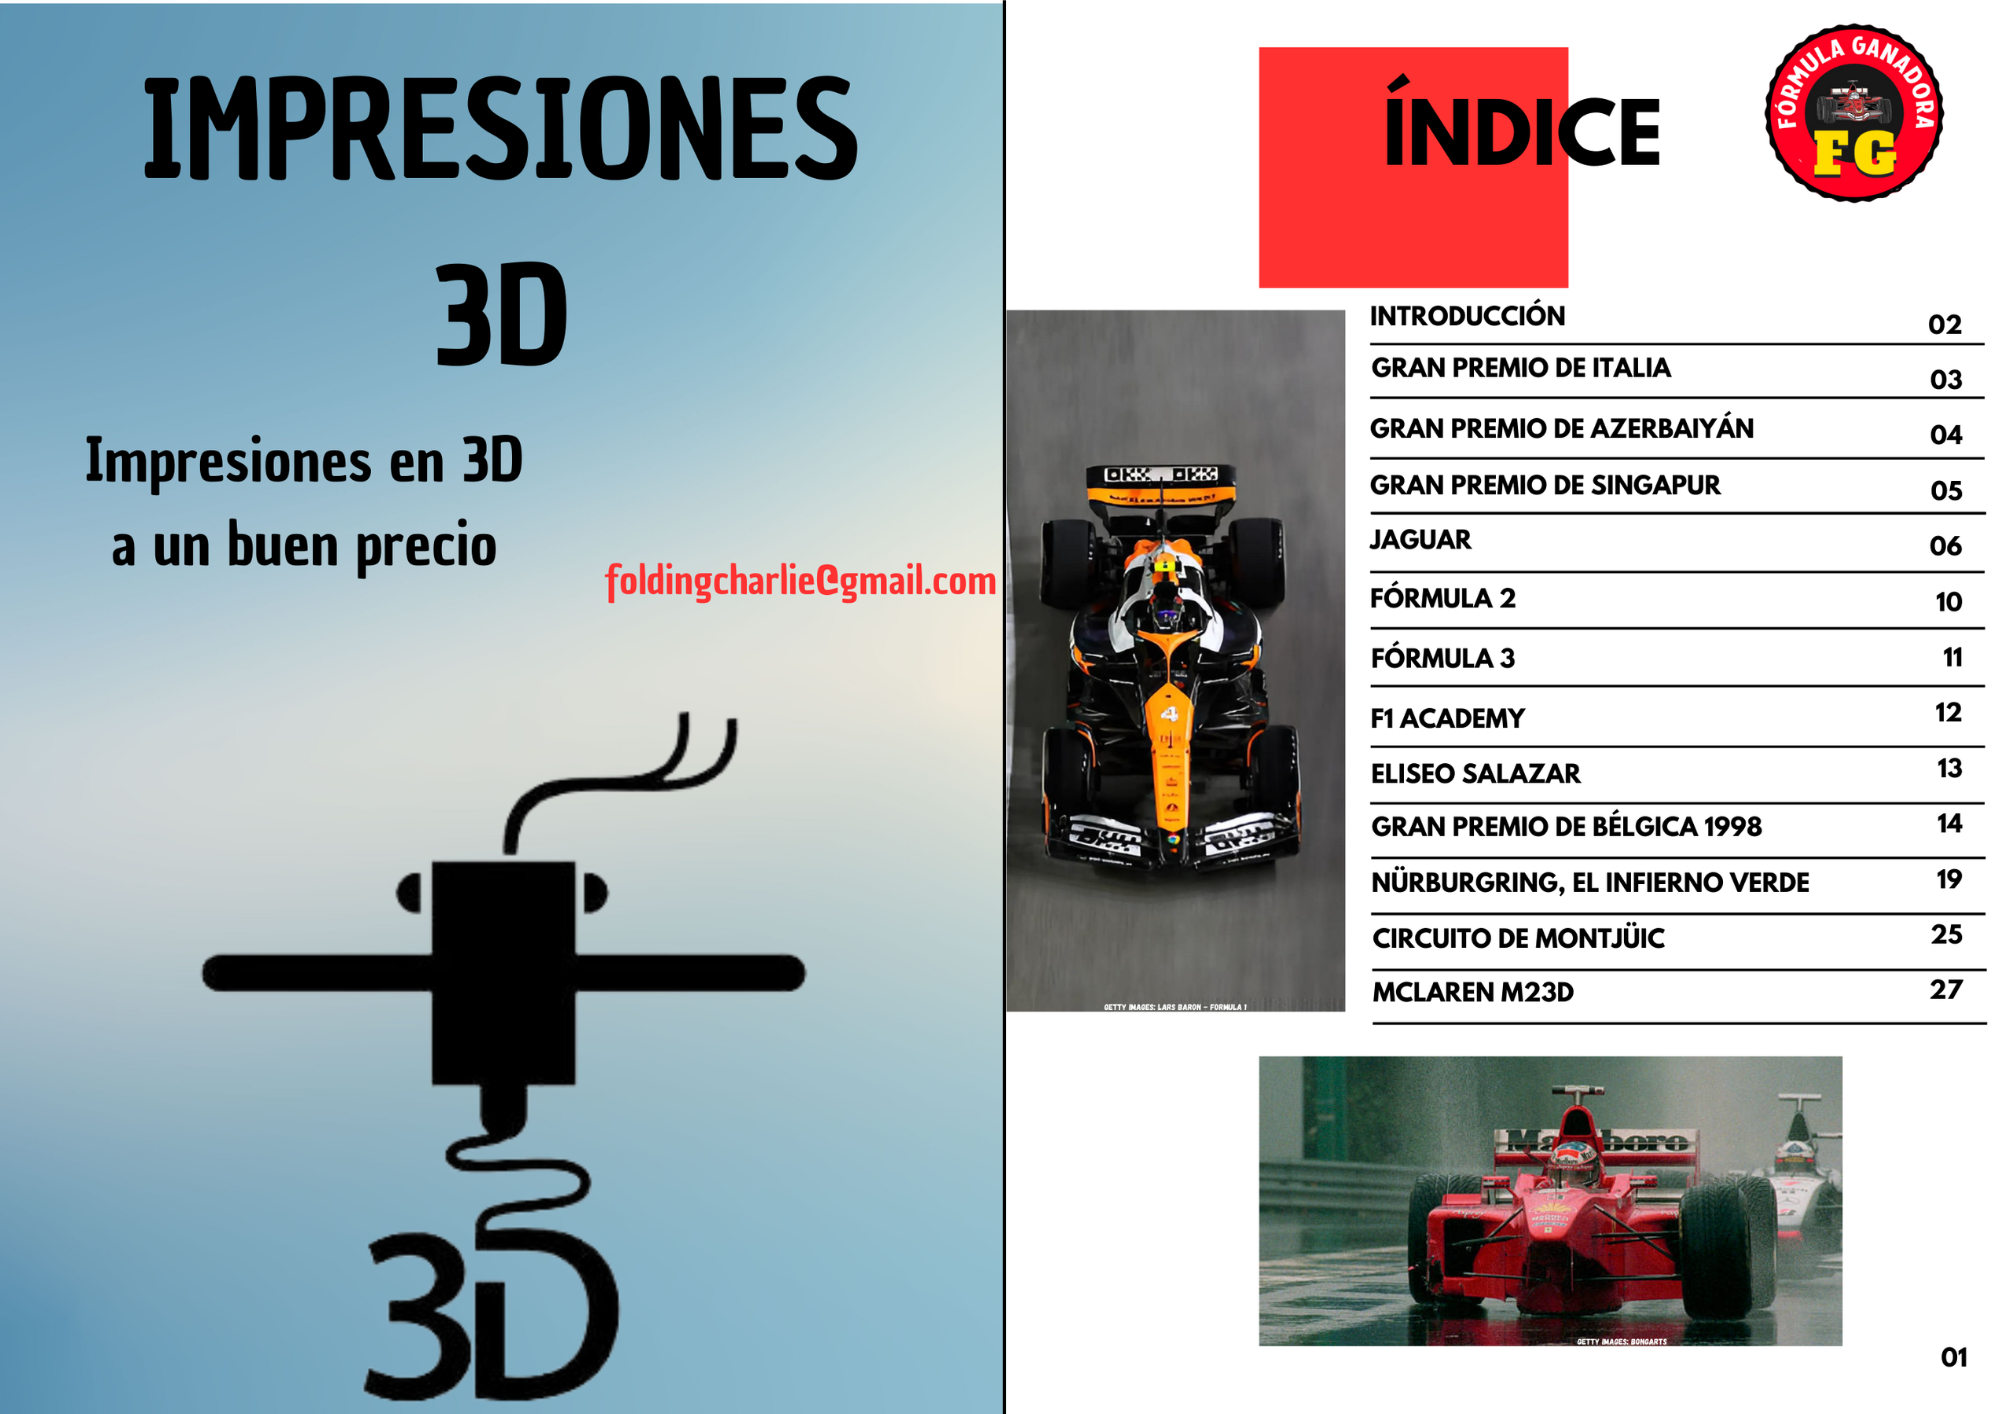 IMPRESIONES
3D
Impresiones en 3D
a un buen precio
foldingcharlie@gmail.com
3D
ÍNDICE
FÓRMULA GANADORA
FG
INTRODUCCIÓN 02
GRAN PREMIO DE ITALIA 03
GRAN PREMIO DE AZERBAIYÁN 04
GRAN PREMIO DE SINGAPUR 05
JAGUAR 06
FÓRMULA 2 10
FÓRMULA 3 11
F1 ACADEMY 12
ELISEO SALAZAR 13
GRAN PREMIO DE BÉLGICA 1998 14
NÜRBURGRING, EL INFIERNO VERDE 19
CIRCUITO DE MONTJÜIC 25
MCLAREN M23D 27
4
GETTY IMAGES: LARS BARON - FORMULA 1
Marlboro
GETTY IMAGES: BONGARTS
01